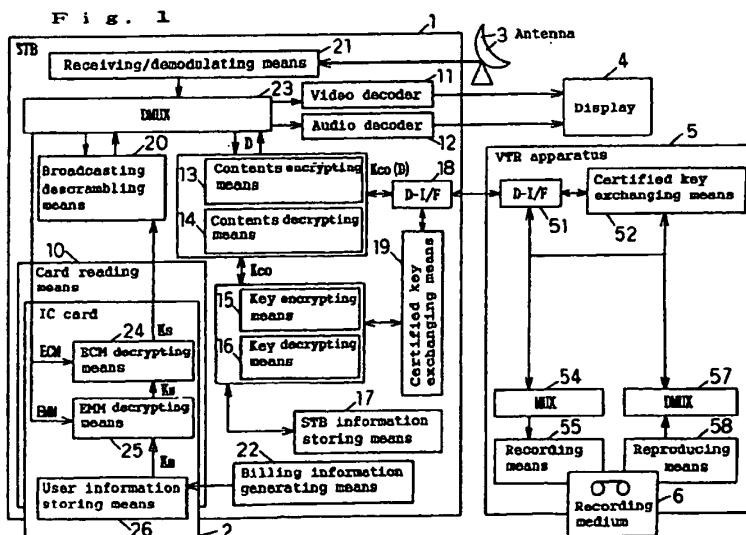 Fig. 1
STB
1
21
3 Antenna
Receiving/demodulating means
11
4
23
Video decoder
DMUX
Display
Audio decoder
20
D
12
5
Broadcasting descrambling means
13
Contents encrypting means
Kco(D)
18
VTR apparatus
14
Contents decrypting means
D-I/F
D-I/F
Certified key exchanging means
51
52
10
Card reading means
19
Certified key exchanging means
Kco
IC card
15
Key encrypting means
24
Ks
ECM
ECM decrypting means
16
Key decrypting means
54
57
EMM
EMM decrypting means
17
MUX
DMUX
25
STB information storing means
55
58
22
Recording means
Reproducing means
Billing information generating means
User information storing means
26
2
Recording medium
6